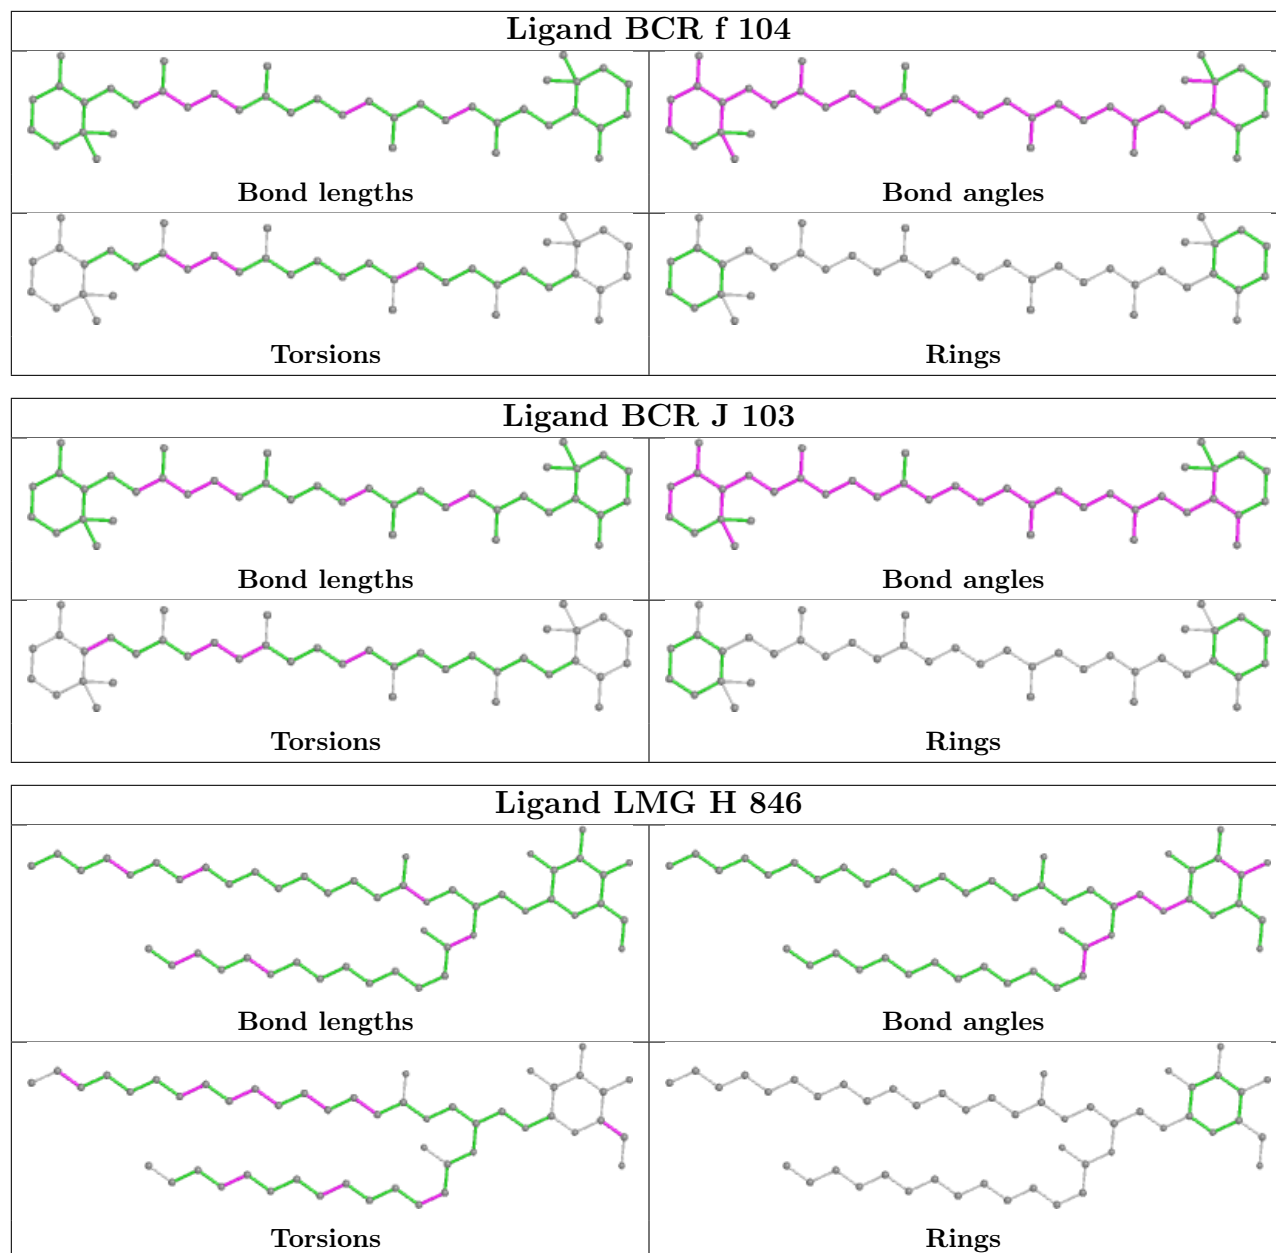 Ligand BCR f 104
Bond lengths
Bond angles
Torsions
Rings
Ligand BCR J 103
Bond lengths
Bond angles
Torsions
Rings
Ligand LMG H 846
Bond lengths
Bond angles
Torsions
Rings